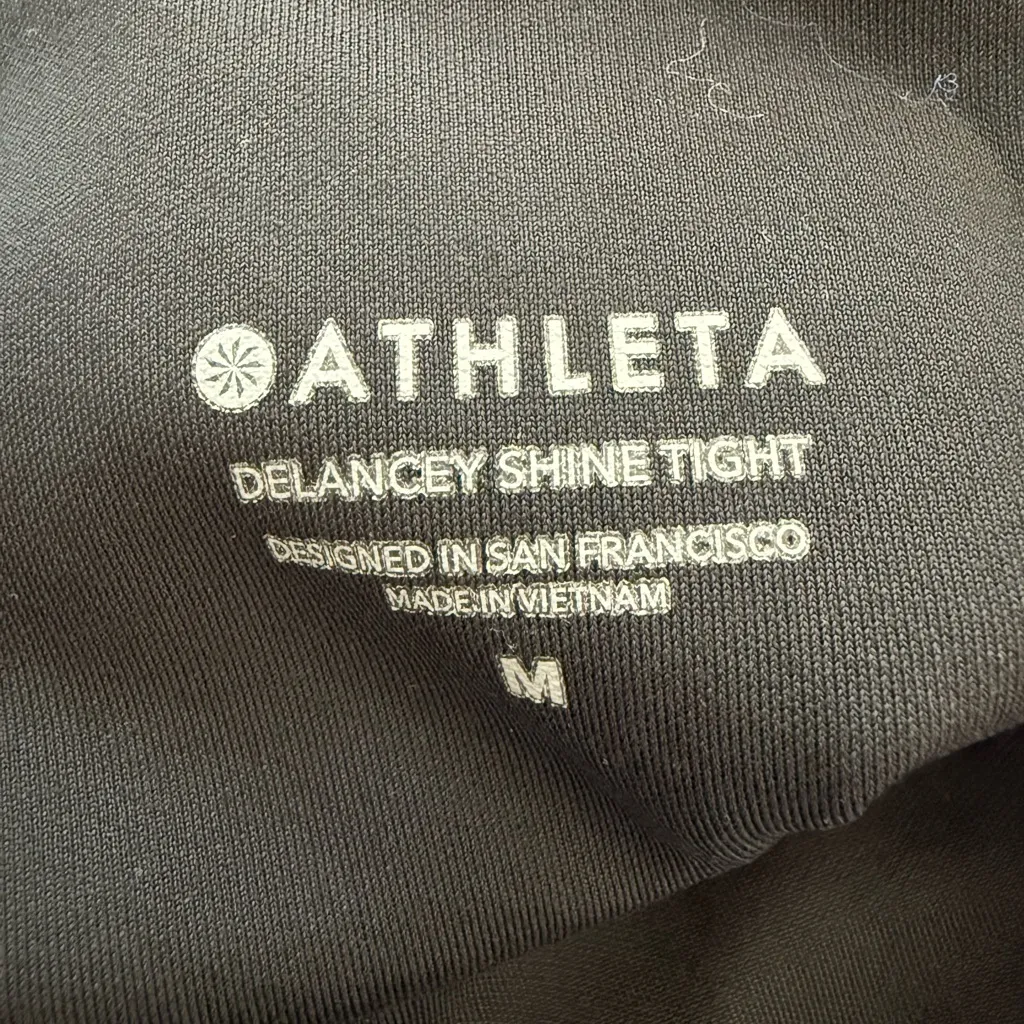 ATHLETA
DELANCEY SHINE TIGHT
DESIGNED IN SAN FRANCISCO
MADE IN VIETNAM
M